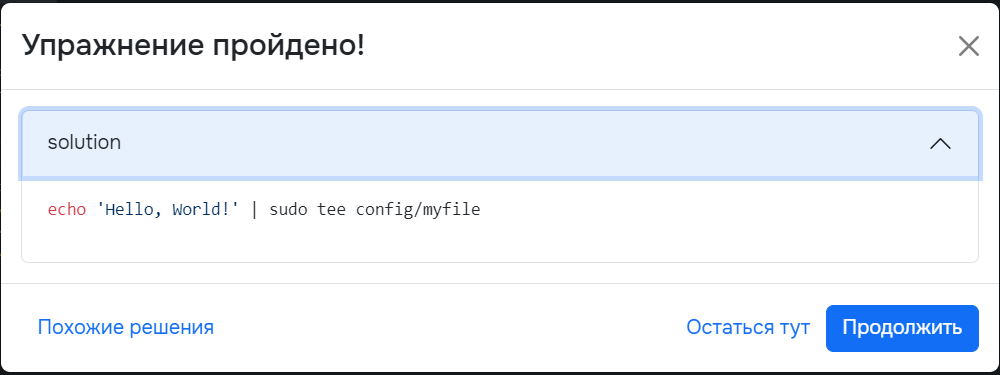 Упражнение пройдено!
solution
echo 'Hello, World!' | sudo tee config/myfile
Похожие решения
Остаться тут
Продолжить